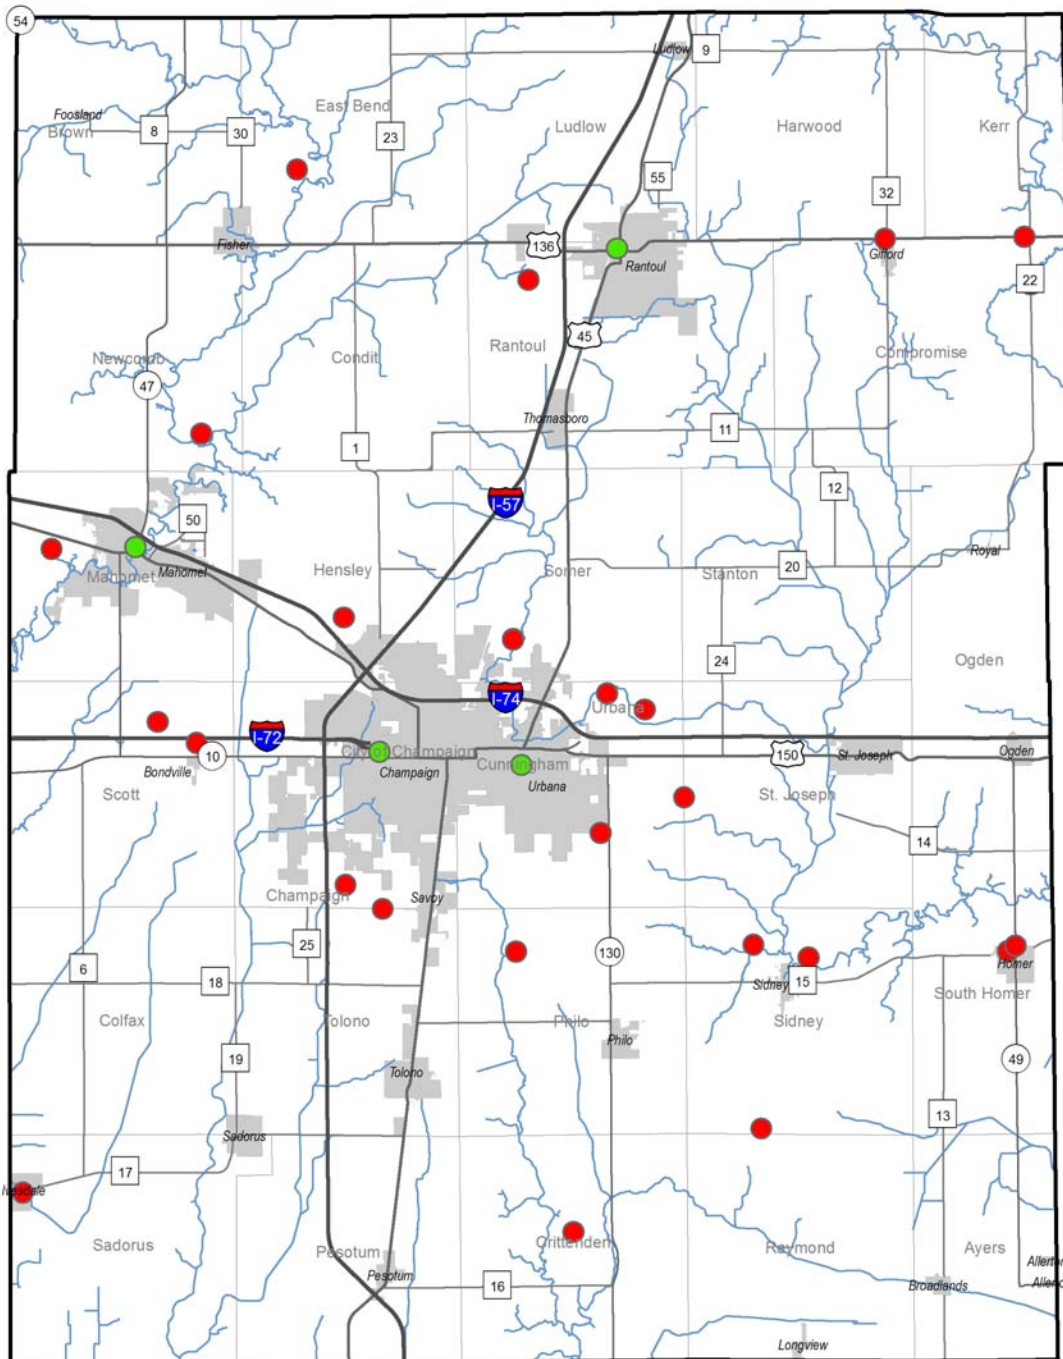 54
Ludlow
9
East Bend
Foosland
Brown
8
30
23
Ludlow
Harwood
Kerr
55
32
Fisher
136
Rantoul
Gifford
22
45
Rantoul
Newcomb
Condit
Compromise
47
Thomasboro
11
1
12
I-57
50
Royal
Mahomet
Mahomet
Hensley
Somer
Stanton
20
24
Ogden
I-74
Urbana
I-72
10
City of Champaign
150
St. Joseph
Ogden
Bondville
Champaign
Cunningham
Urbana
Scott
St. Joseph
14
Champaign
Savoy
25
130
6
18
Sidney
15
Homer
South Homer
Colfax
Tolono
Philo
Sidney
Philo
19
49
Tolono
13
Sadorus
17
Ivesdale
Sadorus
Pesotum
Crittenden
Raymond
Ayers
Pesotum
16
Broadlands
Allerton
Longview